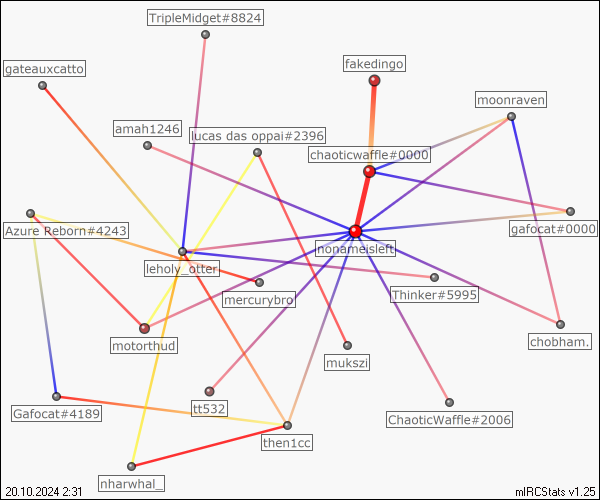 TripleMidget#8824
fakedingo
gateauxcatto
moonraven
amah1246
lucas das oppai#2396
chaoticwaffle#0000
Azure Reborn#4243
gafocat#0000
nonameisleft
leholy_otter
Thinker#5995
mercurybro
motorthud
chobham.
mukszi
Gafocat#4189
tt532
ChaoticWaffle#2006
then1cc
nharwhal_
20.10.2024 2:31
mIRCStats v1.25